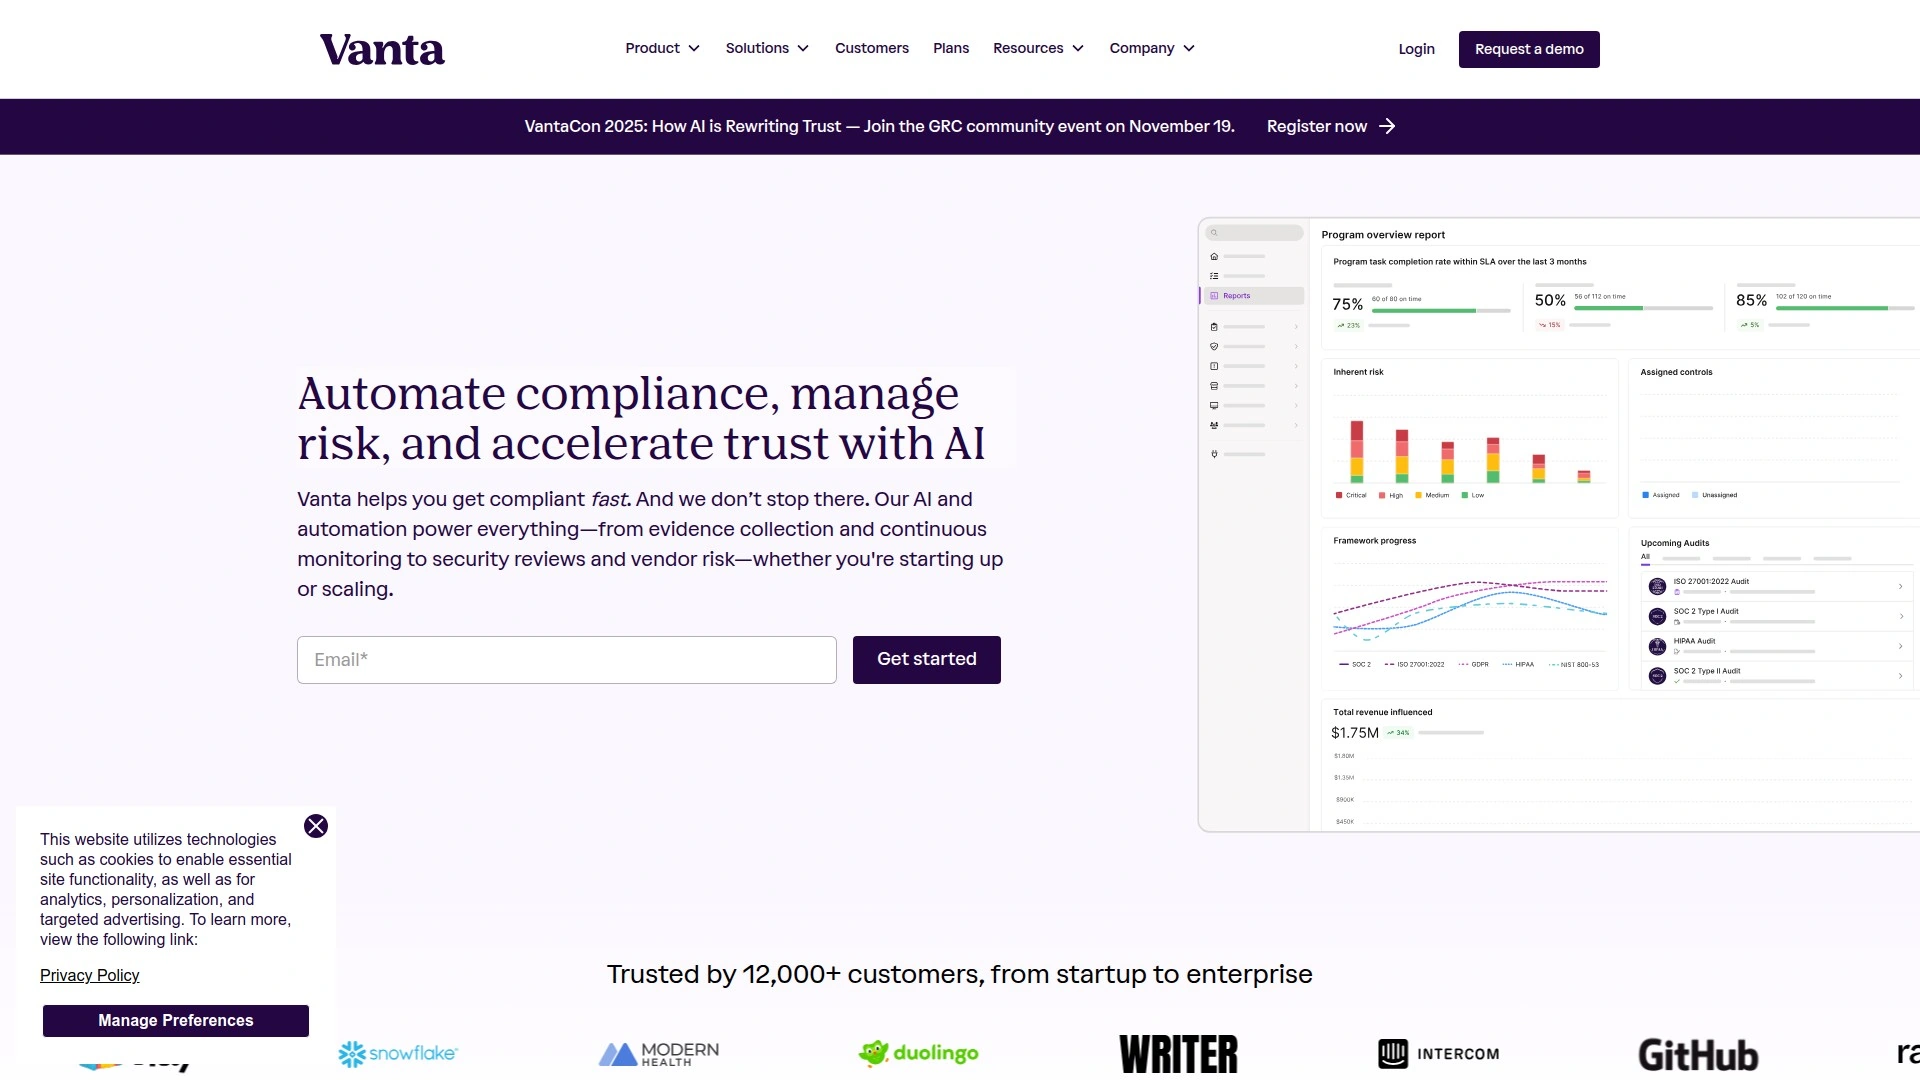 Vanta
Product
Solutions
Customers
Plans
Resources
Company
Login
Request a demo
VantaCon 2025: How AI is Rewriting Trust — Join the GRC community event on November 19.
Register now
Automate compliance, manage
risk, and accelerate trust with AI
Vanta helps you get compliant fast. And we don’t stop there. Our AI and
automation power everything—from evidence collection and continuous
monitoring to security reviews and vendor risk—whether you're starting up
or scaling.
Email*
Get started
Reports
Program overview report
Program task completion rate within SLA over the last 3 months
75%
60 of 80 on time
23%
50%
56 of 112 on time
15%
85%
102 of 120 on time
5%
Inherent risk
Critical
High
Medium
Low
Assigned controls
Assigned
Unassigned
Framework progress
SOC 2
ISO 27001:2022
GDPR
HIPAA
NIST 800-53
Upcoming Audits
All
ISO 27001:2022 Audit
SOC 2 Type I Audit
HIPAA Audit
SOC 2 Type II Audit
Total revenue influenced
$1.75M
34%
$1.80M
$1.35M
$900K
$450K
This website utilizes technologies
such as cookies to enable essential
site functionality, as well as for
analytics, personalization, and
targeted advertising. To learn more,
view the following link:
Privacy Policy
Manage Preferences
Trusted by 12,000+ customers, from startup to enterprise
snowflake
MODERN
HEALTH
duolingo
WRITER
INTERCOM
GitHub